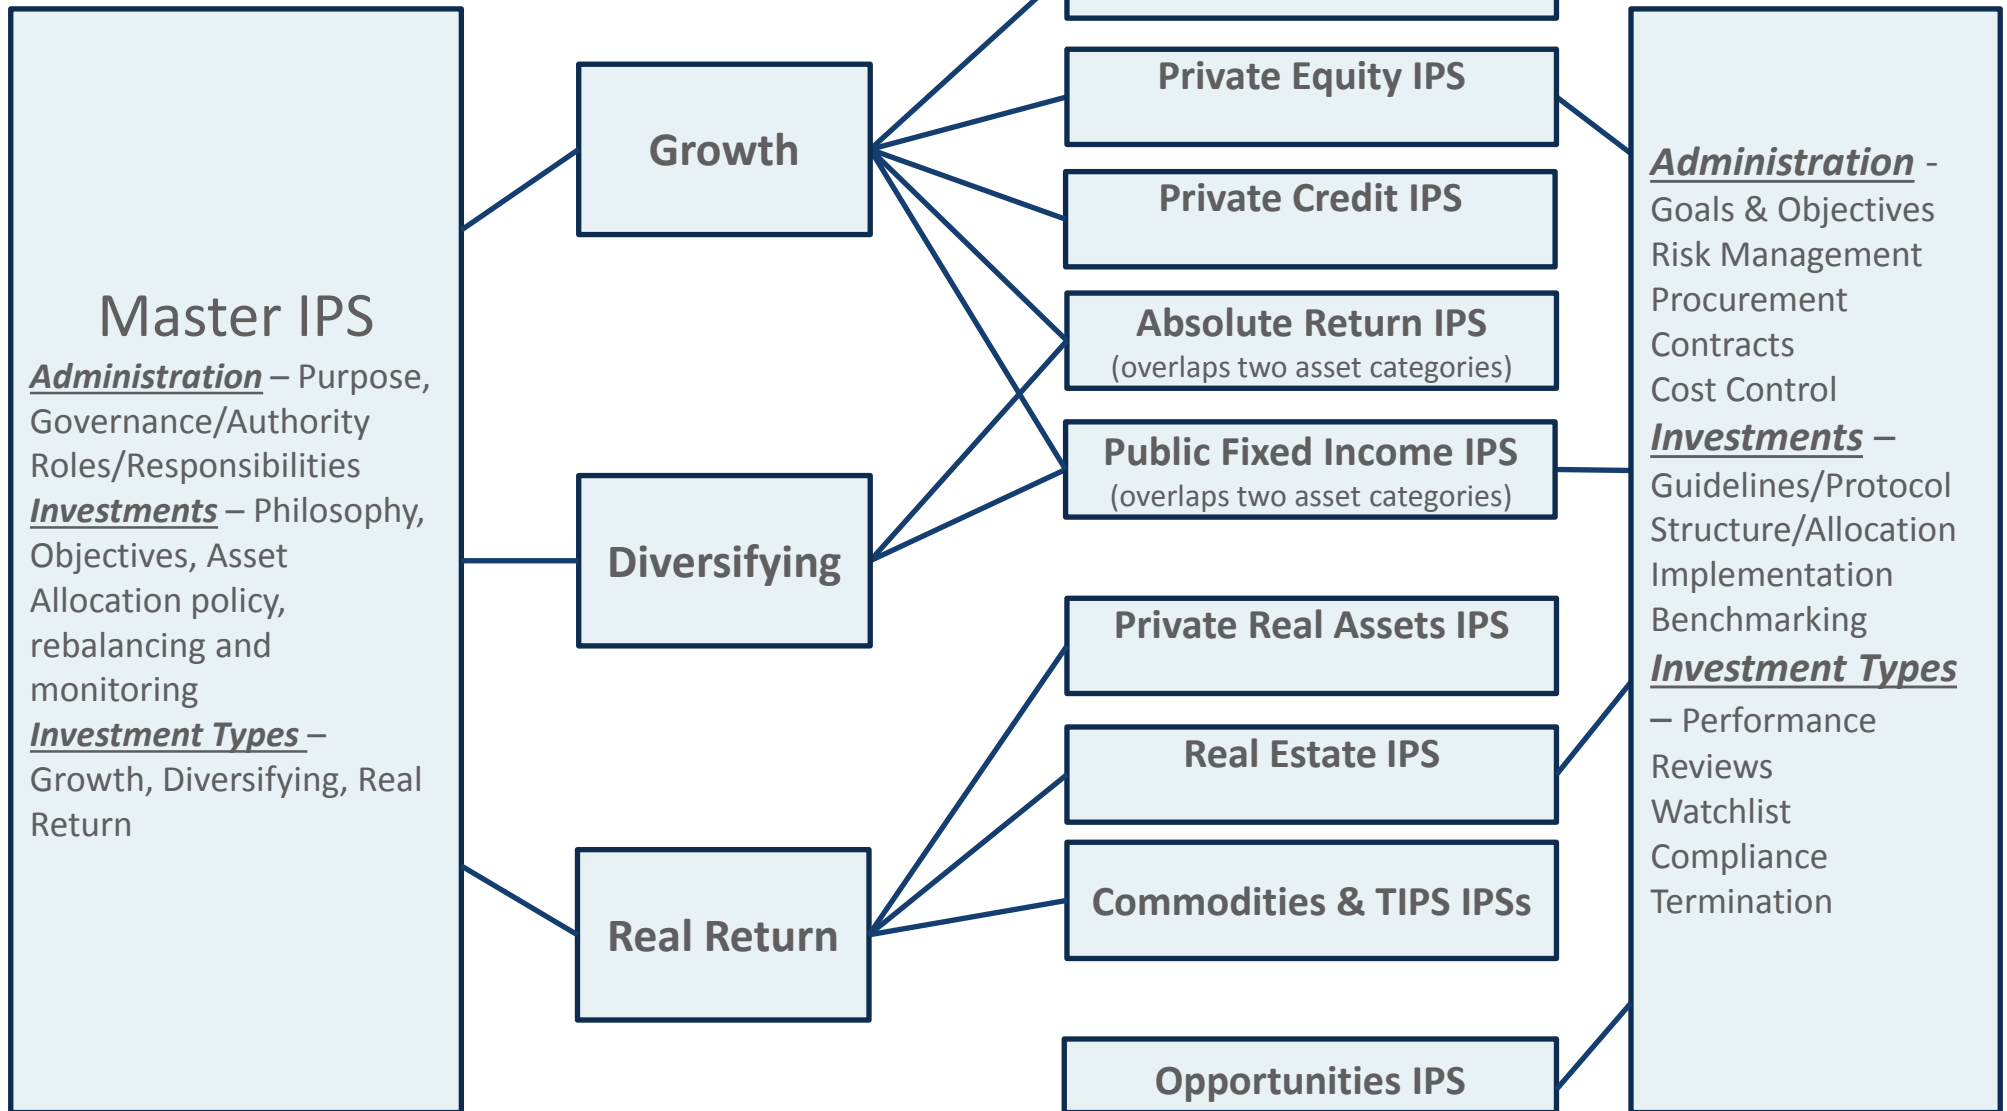 Master IPS
Administration – Purpose,
Governance/Authority
Roles/Responsibilities
Investments – Philosophy,
Objectives, Asset
Allocation policy,
rebalancing and
monitoring
Investment Types –
Growth, Diversifying, Real
Return
Growth
Diversifying
Real Return
Private Equity IPS
Private Credit IPS
Absolute Return IPS
(overlaps two asset categories)
Public Fixed Income IPS
(overlaps two asset categories)
Private Real Assets IPS
Real Estate IPS
Commodities & TIPS IPSs
Opportunities IPS
Administration -
Goals & Objectives
Risk Management
Procurement
Contracts
Cost Control
Investments –
Guidelines/Protocol
Structure/Allocation
Implementation
Benchmarking
Investment Types
– Performance
Reviews
Watchlist
Compliance
Termination